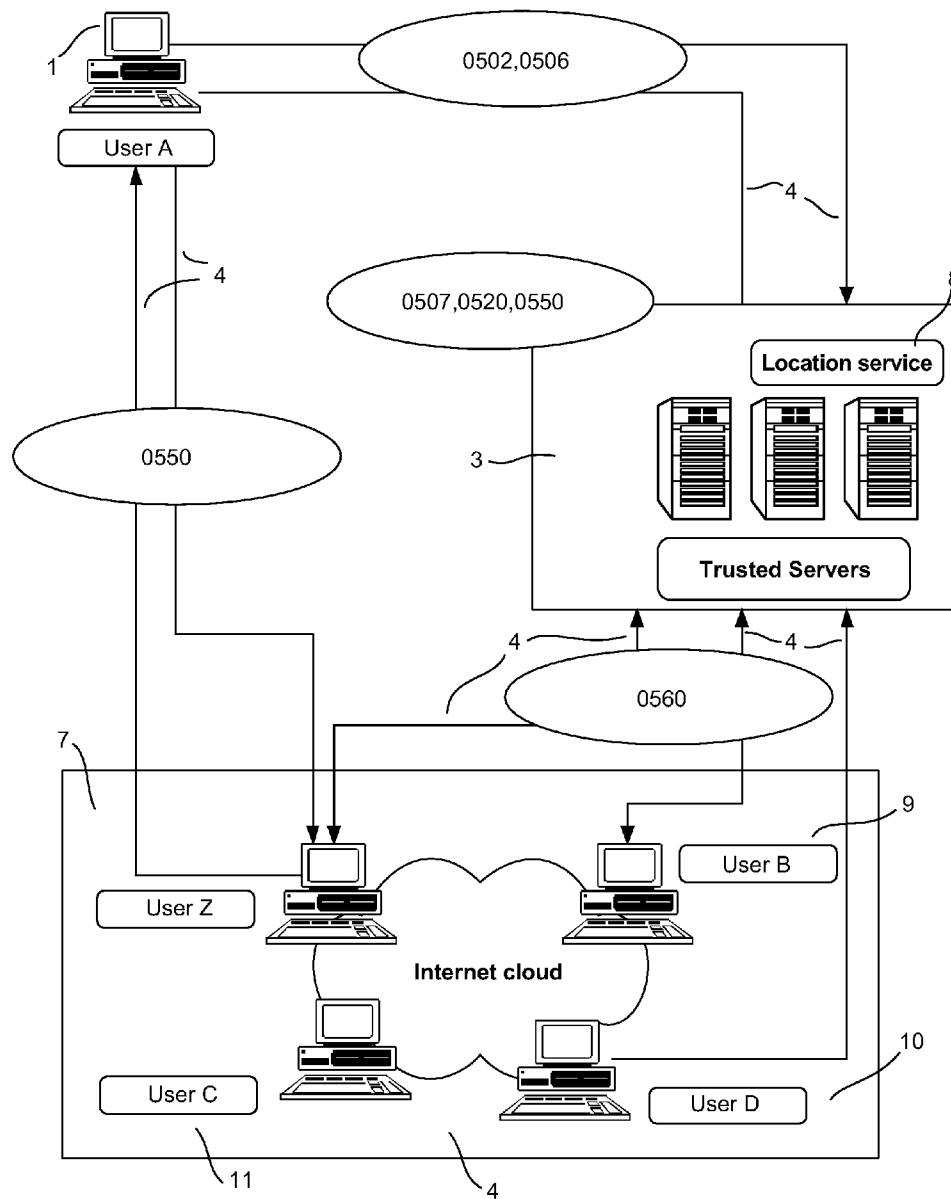 1
0502,0506
User A
4
4
8
0507,0520,0550
Location service
0550
3
Trusted Servers
4
4
0560
7
9
User B
User Z
Internet cloud
10
User C
User D
11
4